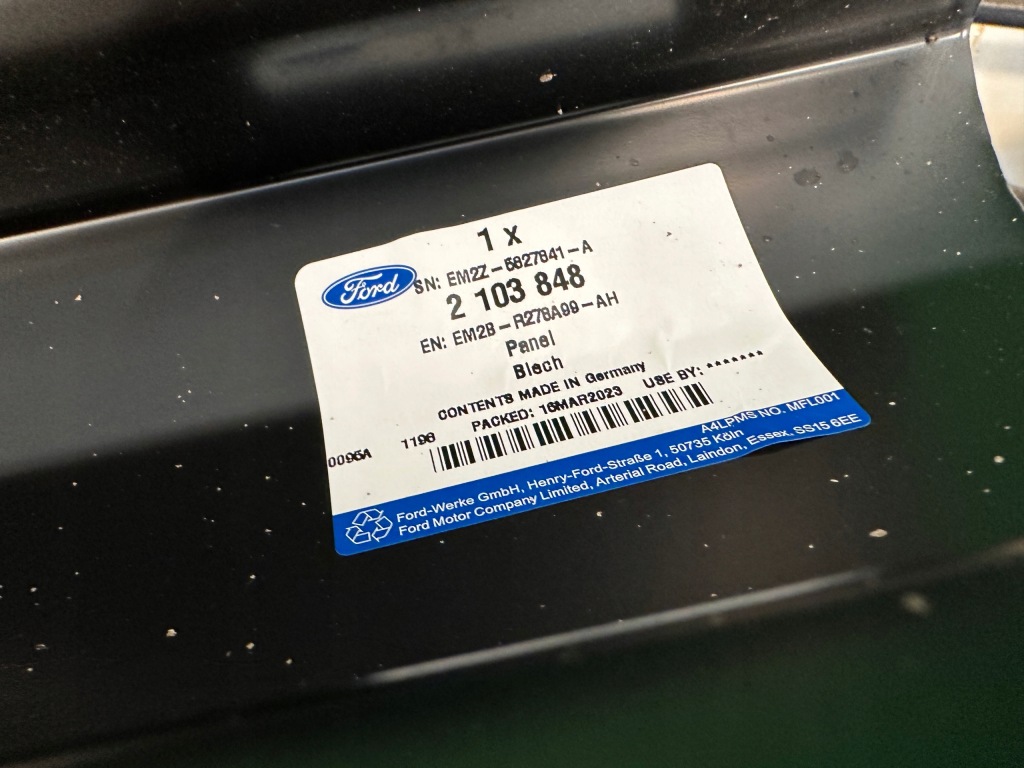 1 X
Ford
SN: EM2Z-5827841-A
2 103 848
EN: EM2B-R278A99-AH
Panel
Blech
CONTENTS MADE IN Germany
PACKED: 16MAR2023 USE BY: *******
0095A 1196
A4LPMS NO. MFL001
Ford-Werke GmbH, Henry-Ford-Straße 1, 50735 Köln
Ford Motor Company Limited, Arterial Road, Laindon, Essex. SS15 6EE